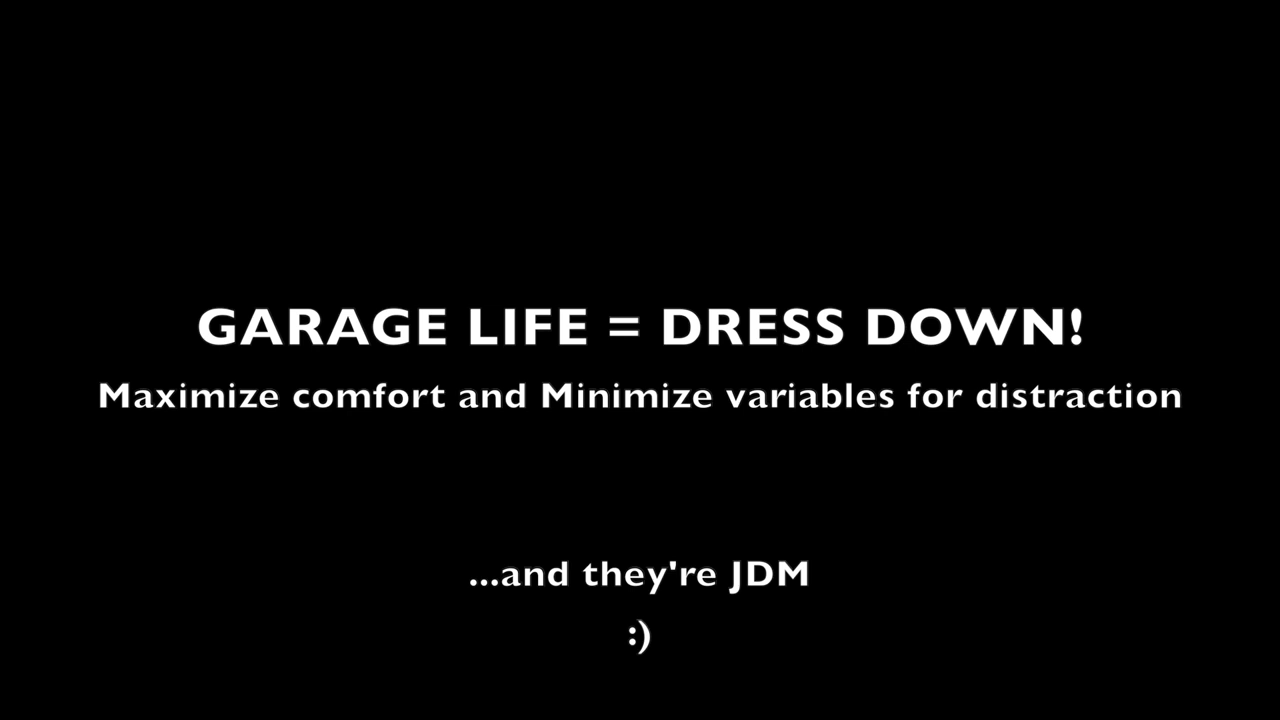 GARAGE LIFE = DRESS DOWN!
Maximize comfort and Minimize variables for distraction
...and they're JDM
:)